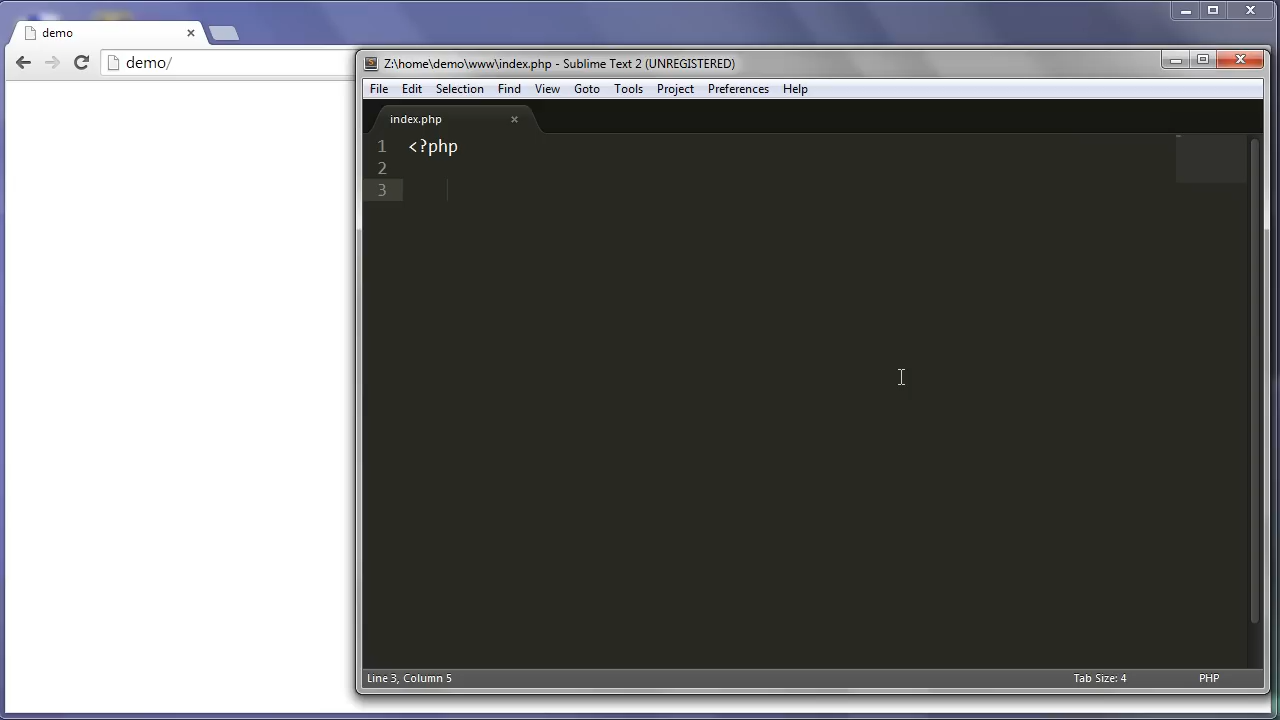 demo
demo/
Z:\home\demo\www\index.php - Sublime Text 2 (UNREGISTERED)
File Edit Selection Find View Goto Tools Project Preferences Help
index.php
1 <?php
2
3
Line 3, Column 5 Tab Size: 4 PHP